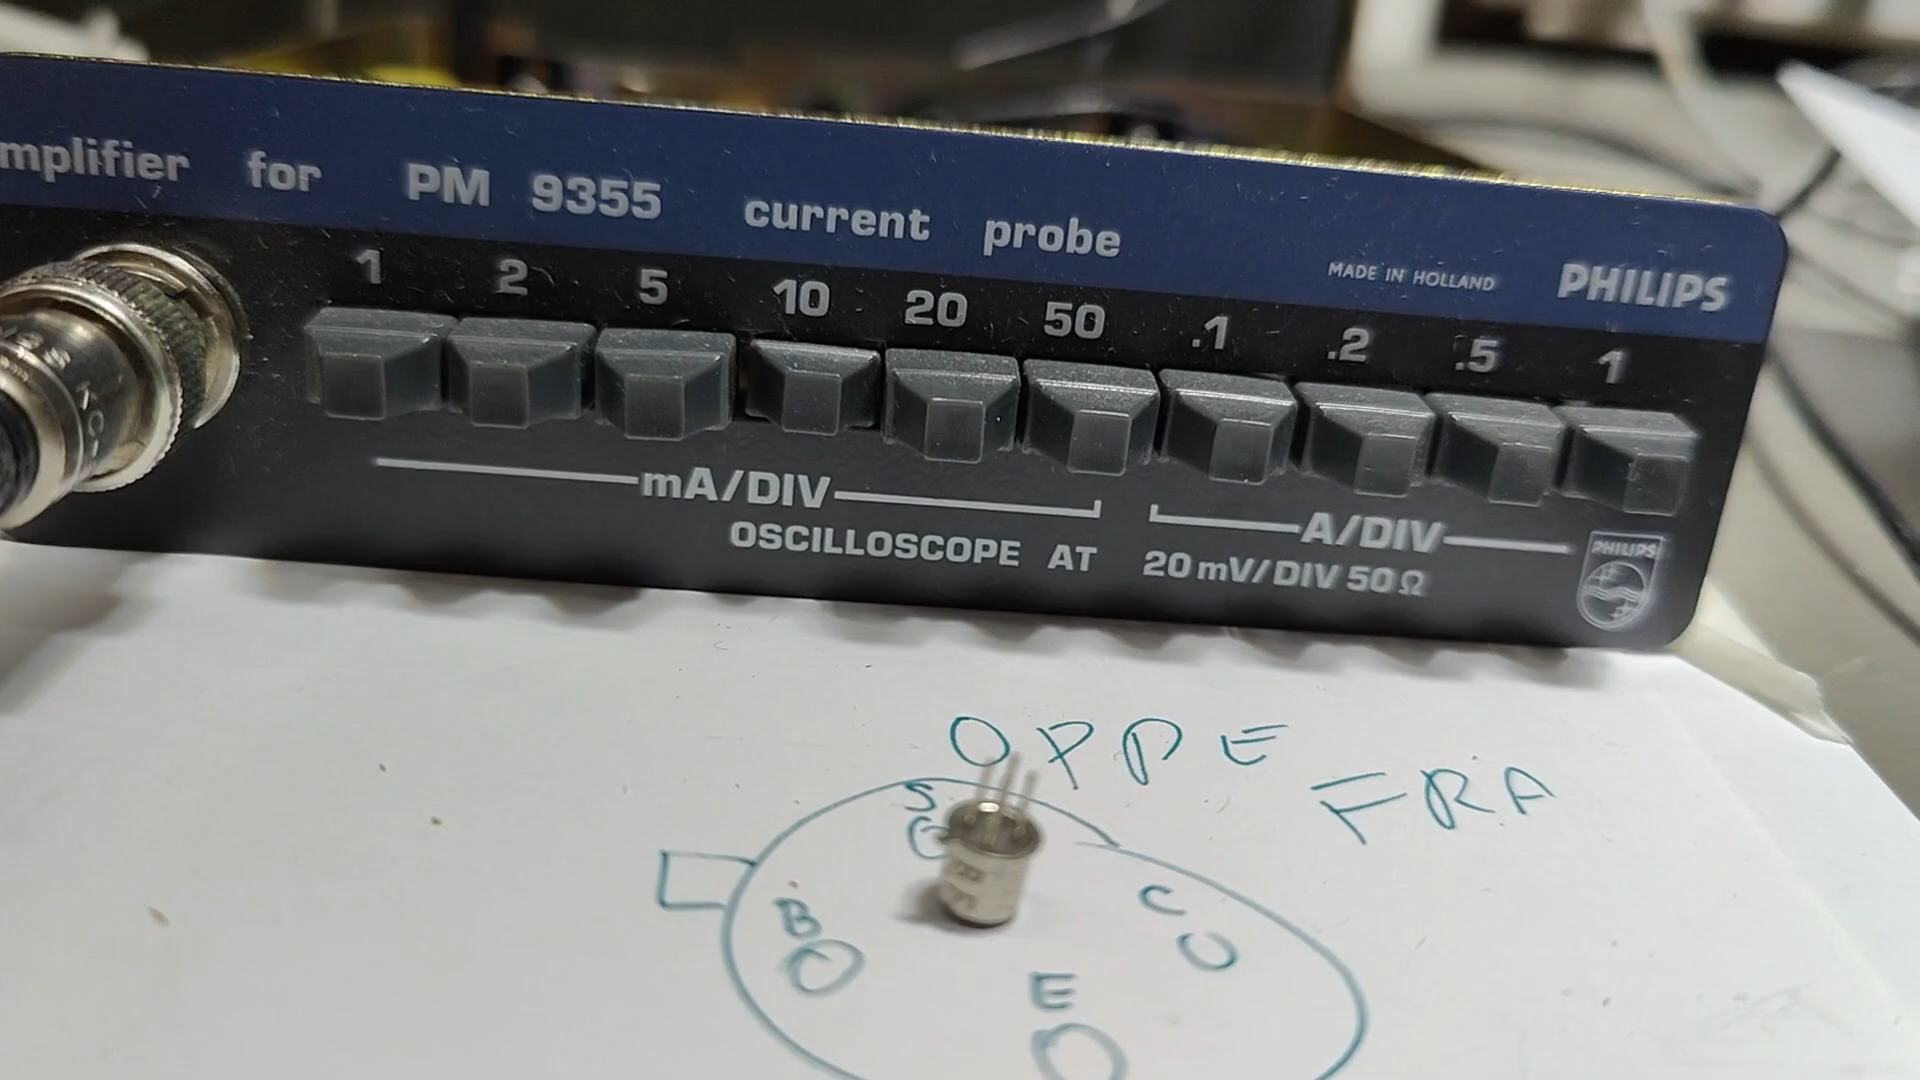 mplifier for PM 9355 current probe
MADE IN HOLLAND PHILIPS
1 2 5 10 20 50 .1 .2 .5 1
mA/DIV A/DIV
OSCILLOSCOPE AT 20 mV/DIV 50 Ω
PHILIPS
OPPE FRA
S
B
C
E